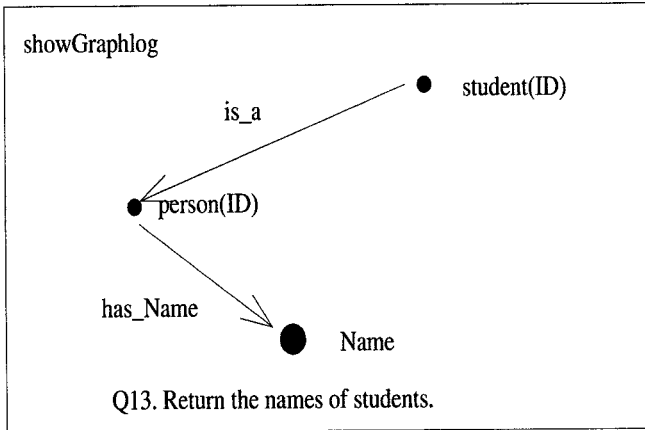 showGraphlog
student(ID)
is_a
person(ID)
has_Name
Name
Q13. Return the names of students.